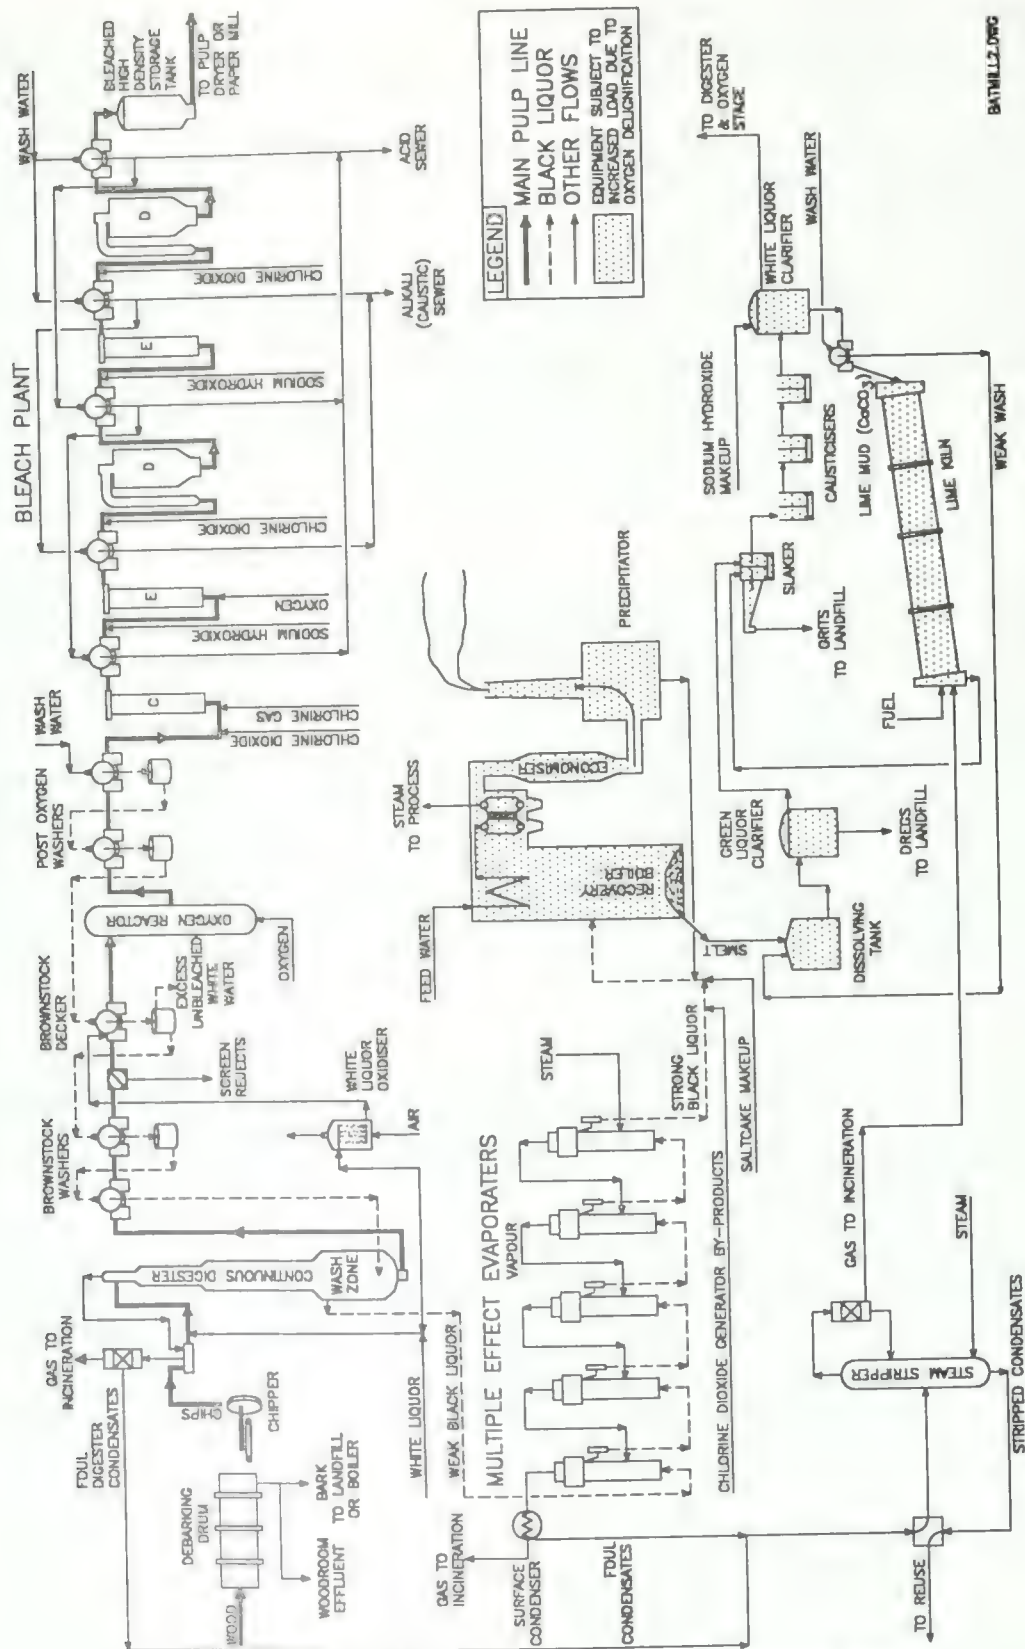 BLEACH PLANT
WOOD
DEBARKING
DRUM
WOODROOM
EFFLUENT
BARK
TO LANDFILL
OR BOILER
CHIPPER
CHIPS
FOUL
DIGESTER
CONDENSATES
GAS TO
INCINERATION
CONTINUOUS DIGESTER
WASH
ZONE
WHITE LIQUOR
WEAK BLACK LIQUOR
BROWNSTOCK
WASHERS
SCREEN
REJECTS
WHITE
LIQUOR
OXIDISER
AIR
BROWNSTOCK
DECKER
EXCESS
UNBLEACHED
WHITE
WATER
OXYGEN REACTOR
OXYGEN
POST OXYGEN
WASHERS
WASH
WATER
C
CHLORINE DIOXIDE
CHLORINE GAS
SODIUM HYDROXIDE
OXYGEN
E
CHLORINE DIOXIDE
D
SODIUM HYDROXIDE
E
CHLORINE DIOXIDE
D
WASH WATER
BLEACHED
HIGH
DENSITY
STORAGE
TANK
TO PULP
DRYER OR
PAPER MILL
ACID
SEWER
ALKALI
(CAUSTIC)
SEWER
LEGEND
MAIN PULP LINE
BLACK LIQUOR
OTHER FLOWS
EQUIPMENT SUBJECT TO
INCREASED LOAD DUE TO
OXYGEN DELIGNIFICATION
MULTIPLE EFFECT EVAPORATERS
VAPOUR
STEAM
GAS TO
INCINERATION
SURFACE
CONDENSER
FOUL
CONDENSATES
STRONG
BLACK LIQUOR
CHLORINE DIOXIDE GENERATOR BY-PRODUCTS
SALTCAKE MAKEUP
FEED WATER
STEAM
TO PROCESS
RECOVERY
BOILER
ECONOMISER
PRECIPITATOR
SMELT
DISSOLVING
TANK
GREEN
LIQUOR
CLARIFIER
DREGS
TO LANDFILL
SLAKER
GRITS
TO LANDFILL
CAUSTICISERS
SODIUM HYDROXIDE
MAKEUP
WHITE LIQUOR
CLARIFIER
TO DIGESTER
& OXYGEN
STAGE
WASH WATER
LIME MUD (CaCO3)
LIME KILN
FUEL
WEAK WASH
GAS TO INCINERATION
STEAM
STEAM STRIPPER
STRIPPED CONDENSATES
TO REUSE
BATMILL2.DWG